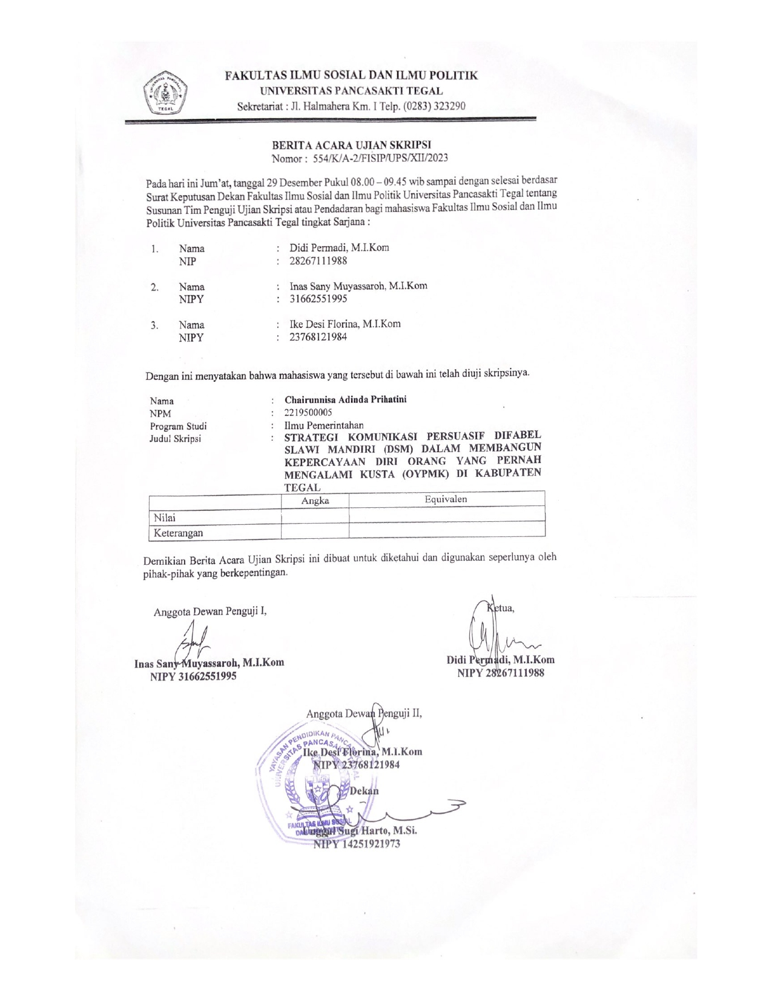 FAKULTAS ILMU SOSIAL DAN ILMU POLITIK
UNIVERSITAS PANCASAKTI TEGAL
Sekretariat : Jl. Halmahera Km. I Telp. (0283) 323290
UNIVERSITAS PANCASAKTI
TEGAL
BERITA ACARA UJIAN SKRIPSI
Nomor : 554/K/A-2/FISIP/UPS/XII/2023
Pada hari ini Jum'at, tanggal 29 Desember Pukul 08.00 – 09.45 wib sampai dengan selesai berdasar
Surat Keputusan Dekan Fakultas Ilmu Sosial dan Ilmu Politik Universitas Pancasakti Tegal tentang
Susunan Tim Penguji Ujian Skripsi atau Pendadaran bagi mahasiswa Fakultas Ilmu Sosial dan Ilmu
Politik Universitas Pancasakti Tegal tingkat Sarjana :
1. Nama : Didi Permadi, M.I.Kom
NIP : 28267111988
2. Nama : Inas Sany Muyassaroh, M.I.Kom
NIPY : 31662551995
3. Nama : Ike Desi Florina, M.I.Kom
NIPY : 23768121984
Dengan ini menyatakan bahwa mahasiswa yang tersebut di bawah ini telah diuji skripsinya.
Nama : Chairunnisa Adinda Prihatini
NPM : 2219500005
Program Studi : Ilmu Pemerintahan
Judul Skripsi : STRATEGI KOMUNIKASI PERSUASIF DIFABEL
SLAWI MANDIRI (DSM) DALAM MEMBANGUN
KEPERCAYAAN DIRI ORANG YANG PERNAH
MENGALAMI KUSTA (OYPMK) DI KABUPATEN
TEGAL
Angka Equivalen
Nilai
Keterangan
Demikian Berita Acara Ujian Skripsi ini dibuat untuk diketahui dan digunakan seperlunya oleh
pihak-pihak yang berkepentingan.
Anggota Dewan Penguji I, Ketua,
Inas Sany Muyassaroh, M.I.Kom Didi Permadi, M.I.Kom
NIPY 31662551995 NIPY 28267111988
Anggota Dewan Penguji II,
YAYASAN PENDIDIKAN PANCASAKTI
UNIVERSITAS PANCASAKTI TEGAL
Ike Desi Florina, M.I.Kom
NIPY 23768121984
Dekan
FAKULTAS ILMU SOSIAL
Sugi Harto, M.Si.
NIPY 14251921973